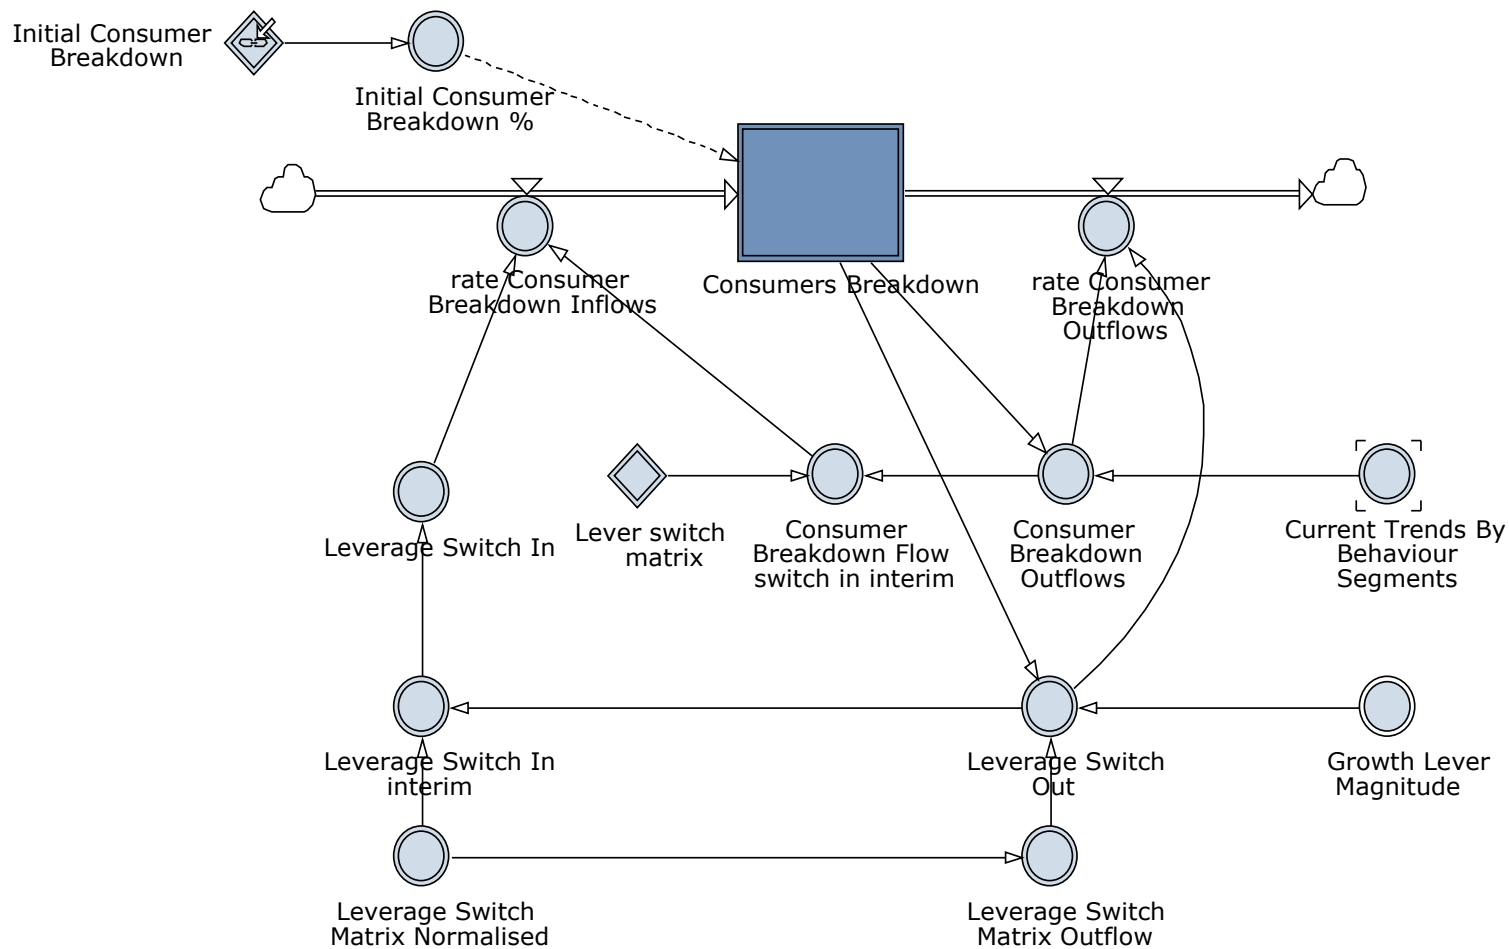 Initial Consumer
Breakdown
Initial Consumer
Breakdown %
rate Consumer
Breakdown Inflows
Consumers Breakdown
rate Consumer
Breakdown
Outflows
Leverage Switch In
Lever switch
matrix
Consumer
Breakdown Flow
switch in interim
Consumer
Breakdown
Outflows
Current Trends By
Behaviour
Segments
Leverage Switch In
interim
Leverage Switch
Out
Growth Lever
Magnitude
Leverage Switch
Matrix Normalised
Leverage Switch
Matrix Outflow